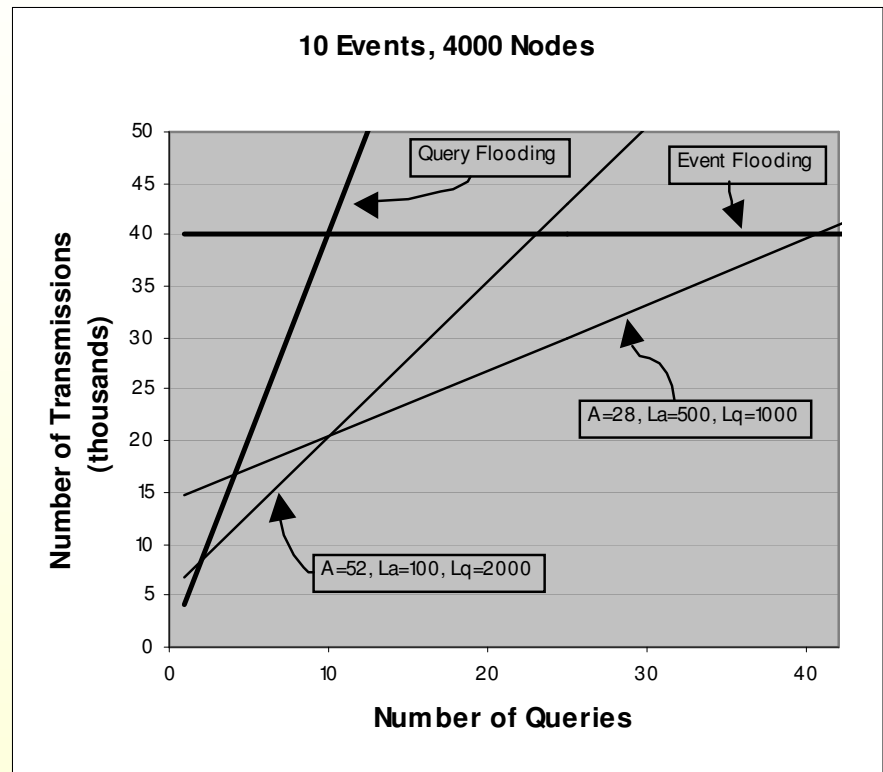 10 Events, 4000 Nodes
50
45
40
35
30
25
20
15
10
5
0
Number of Transmissions
(thousands)
Query Flooding
Event Flooding
A=28, La=500, Lq=1000
A=52, La=100, Lq=2000
0 10 20 30 40
Number of Queries